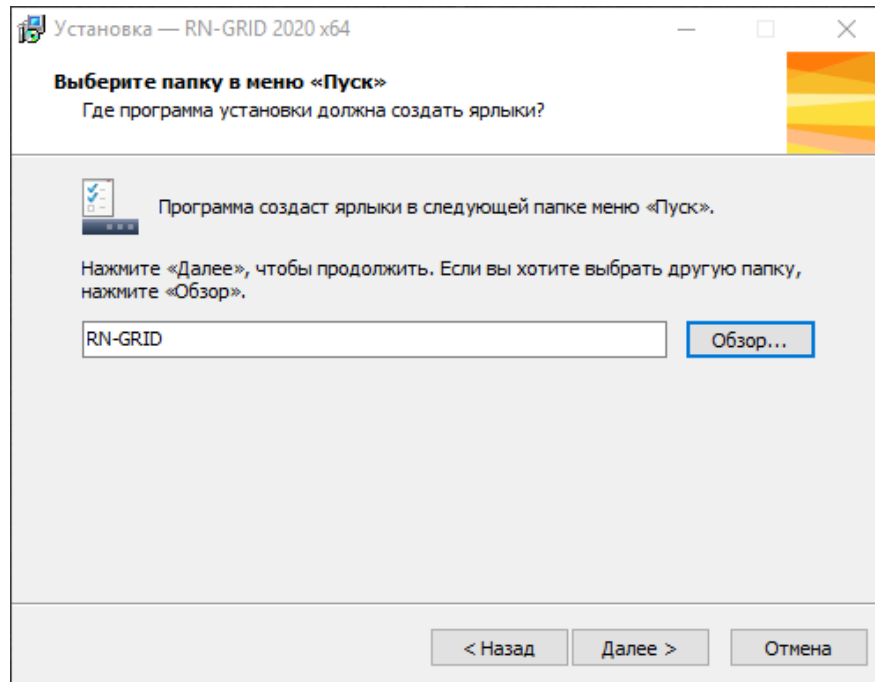 Установка — RN-GRID 2020 x64
Выберите папку в меню «Пуск»
Где программа установки должна создать ярлыки?
Программа создаст ярлыки в следующей папке меню «Пуск».
Нажмите «Далее», чтобы продолжить. Если вы хотите выбрать другую папку,
нажмите «Обзор».
RN-GRID
Обзор...
< Назад
Далее >
Отмена